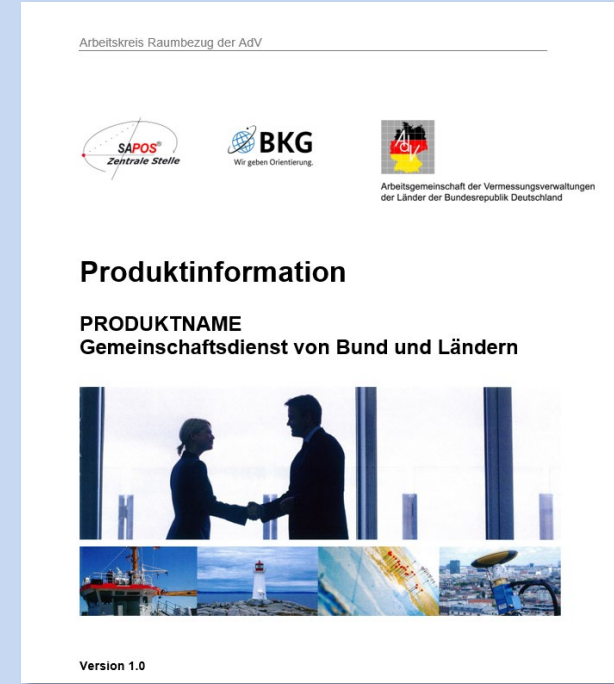 Arbeitskreis Raumbezug der AdV
SAPOS®
Zentrale Stelle
BKG
Wir geben Orientierung.
AdV
Arbeitsgemeinschaft der Vermessungsverwaltungen
der Länder der Bundesrepublik Deutschland
Produktinformation
PRODUKTNAME
Gemeinschaftsdienst von Bund und Ländern
Version 1.0